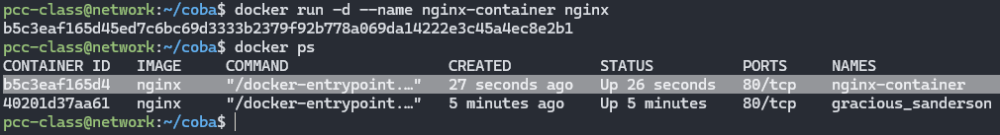 pcc-class@network:~/coba$ docker run -d --name nginx-container nginx
b5c3eaf165d45ed7c6bc69d3333b2379f92b778a069da14222e3c45a4ec8e2b1
pcc-class@network:~/coba$ docker ps
CONTAINER ID   IMAGE     COMMAND                  CREATED          STATUS          PORTS     NAMES
b5c3eaf165d4   nginx     "/docker-entrypoint.…"   27 seconds ago   Up 26 seconds   80/tcp    nginx-container
40201d37aa61   nginx     "/docker-entrypoint.…"   5 minutes ago    Up 5 minutes    80/tcp    gracious_sanderson
pcc-class@network:~/coba$